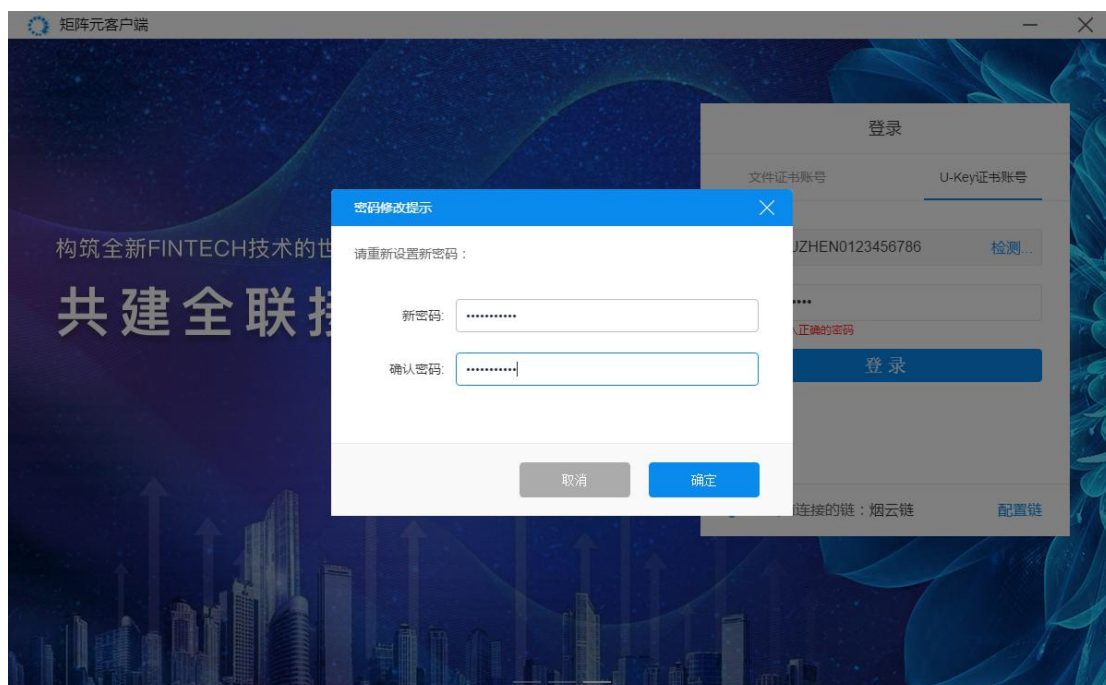 矩阵元客户端
登录
文件证书账号
U-Key证书账号
构筑全新FINTECH技术的世
共建全联接
密码修改提示
请重新设置新密码：
新密码:
•••••••••••
确认密码:
•••••••••••
取消
确定
UZHEN0123456786
检测...
••••
入正确的密码
登录
连接的链：烟云链
配置链